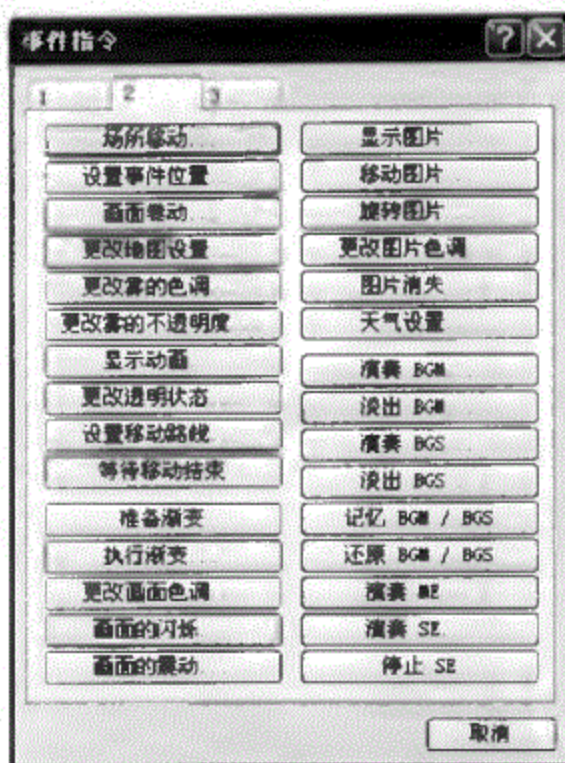 事件指令
1 2 3
场所移动...
设置事件位置...
画面卷动...
更改地图设置...
更改雾的色调...
更改雾的不透明度...
显示动画...
更改透明状态...
设置移动路线...
等待移动结束
准备渐变
执行渐变...
更改画面色调...
画面的闪烁...
画面的震动...
显示图片...
移动图片...
旋转图片...
更改图片色调...
图片消失...
天气设置...
演奏 BGM...
淡出 BGM...
演奏 BGS...
淡出 BGS...
记忆 BGM / BGS
还原 BGM / BGS
演奏 ME...
演奏 SE...
停止 SE
取消